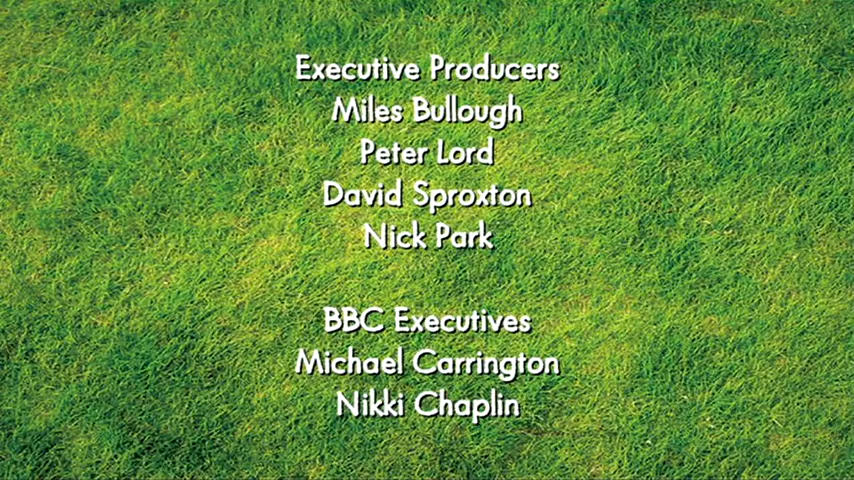 Executive Producers
Miles Bullough
Peter Lord
David Sproxton
Nick Park
BBC Executives
Michael Carrington
Nikki Chaplin